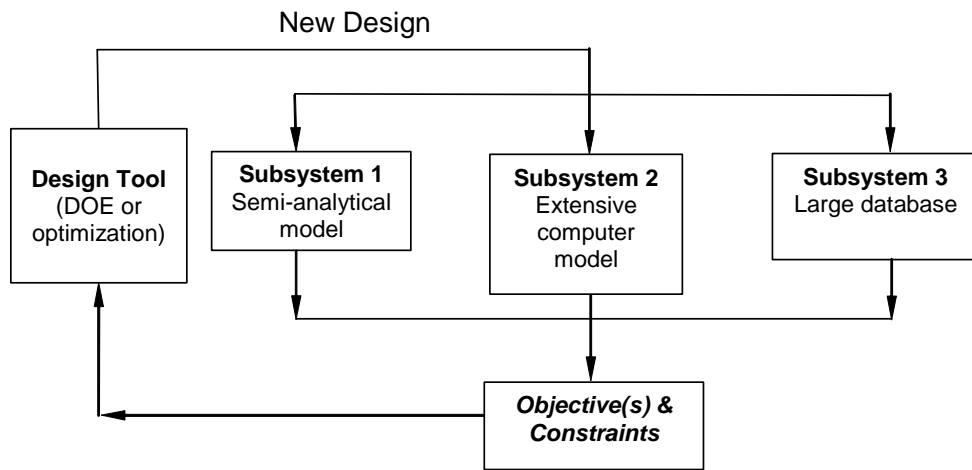 New Design
Design Tool
(DOE or
optimization)
Subsystem 1
Semi-analytical
model
Subsystem 2
Extensive
computer
model
Subsystem 3
Large database
Objective(s) &
Constraints